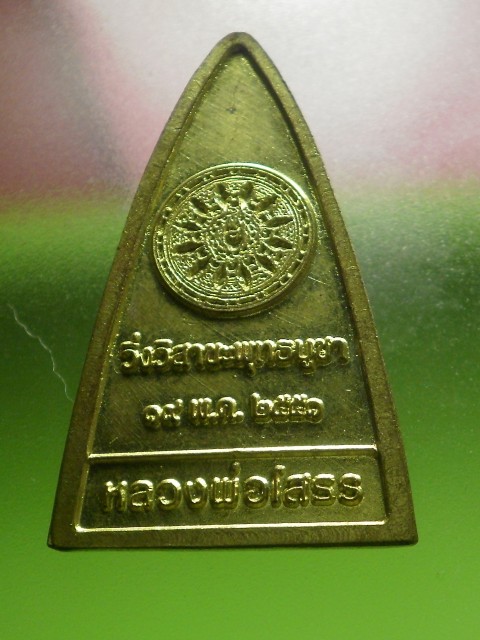 วิ่งวิสาขะพุทธบูชา
๑๙ พ.ค. ๒๕๕๑
หลวงพ่อโสธร